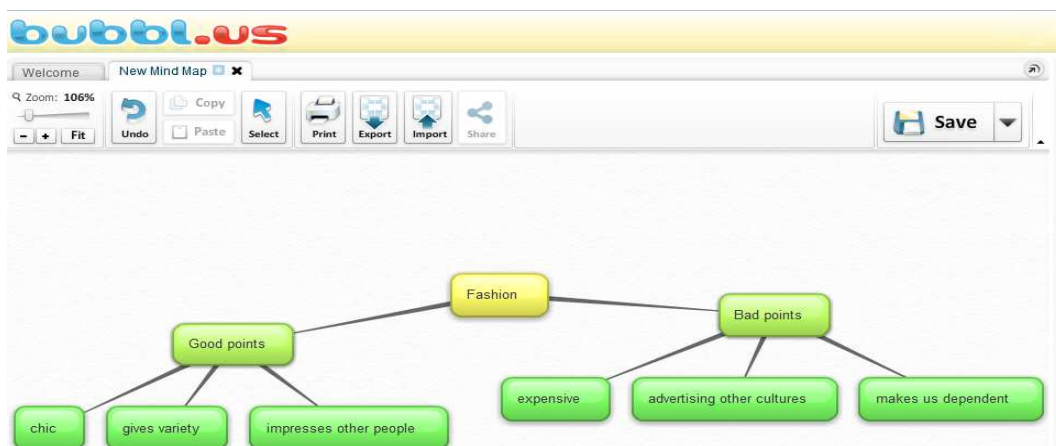 bubbl.us
Welcome
New Mind Map
Zoom: 106%
- + Fit
Undo
Copy
Paste
Select
Print
Export
Import
Share
Save
Fashion
Good points
Bad points
chic
gives variety
impresses other people
expensive
advertising other cultures
makes us dependent